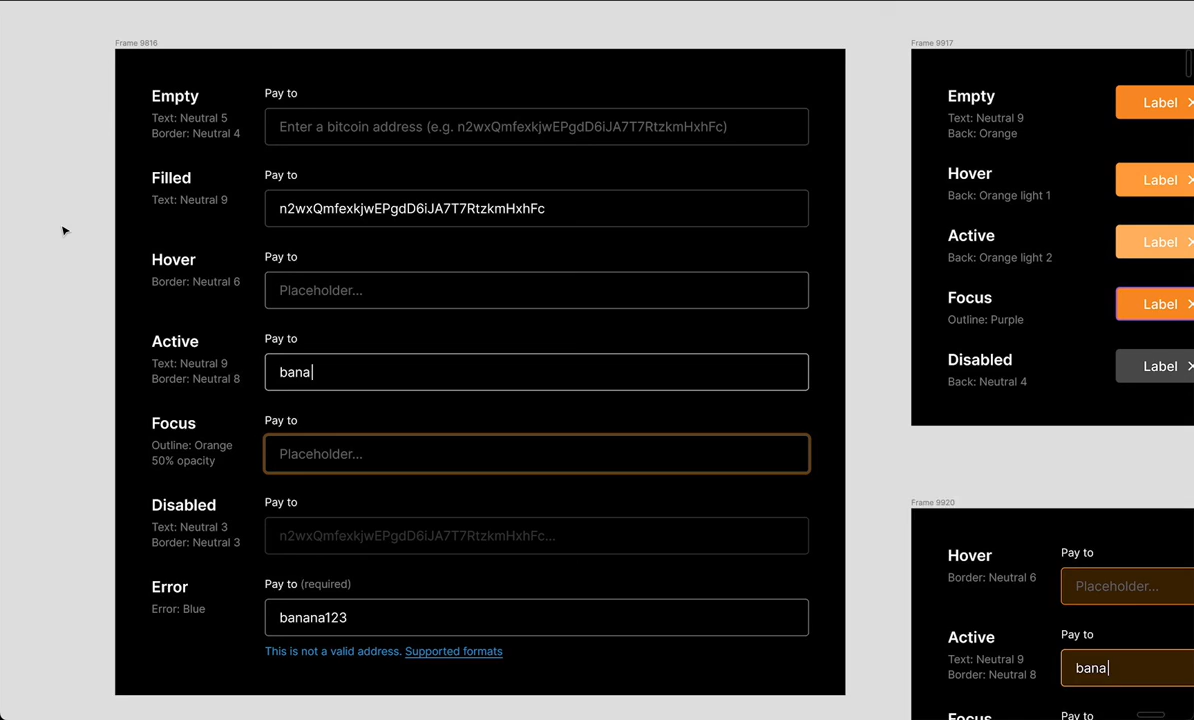 Frame 9816
Empty
Text: Neutral 5
Border: Neutral 4
Pay to
Enter a bitcoin address (e.g. n2wxQmfexkjwEPgdD6iJA7T7RtzkmHxhFc)
Filled
Text: Neutral 9
Pay to
n2wxQmfexkjwEPgdD6iJA7T7RtzkmHxhFc
Hover
Border: Neutral 6
Pay to
Placeholder...
Active
Text: Neutral 9
Border: Neutral 8
Pay to
bana
Focus
Outline: Orange
50% opacity
Pay to
Placeholder...
Disabled
Text: Neutral 3
Border: Neutral 3
Pay to
n2wxQmfexkjwEPgdD6iJA7T7RtzkmHxhFc...
Error
Error: Blue
Pay to (required)
banana123
This is not a valid address. Supported formats
Frame 9917
Empty
Text: Neutral 9
Back: Orange
Label
Hover
Back: Orange light 1
Label
Active
Back: Orange light 2
Label
Focus
Outline: Purple
Label
Disabled
Back: Neutral 4
Label
Frame 9920
Hover
Border: Neutral 6
Pay to
Placeholder...
Active
Text: Neutral 9
Border: Neutral 8
Pay to
bana
Focus
Pay to